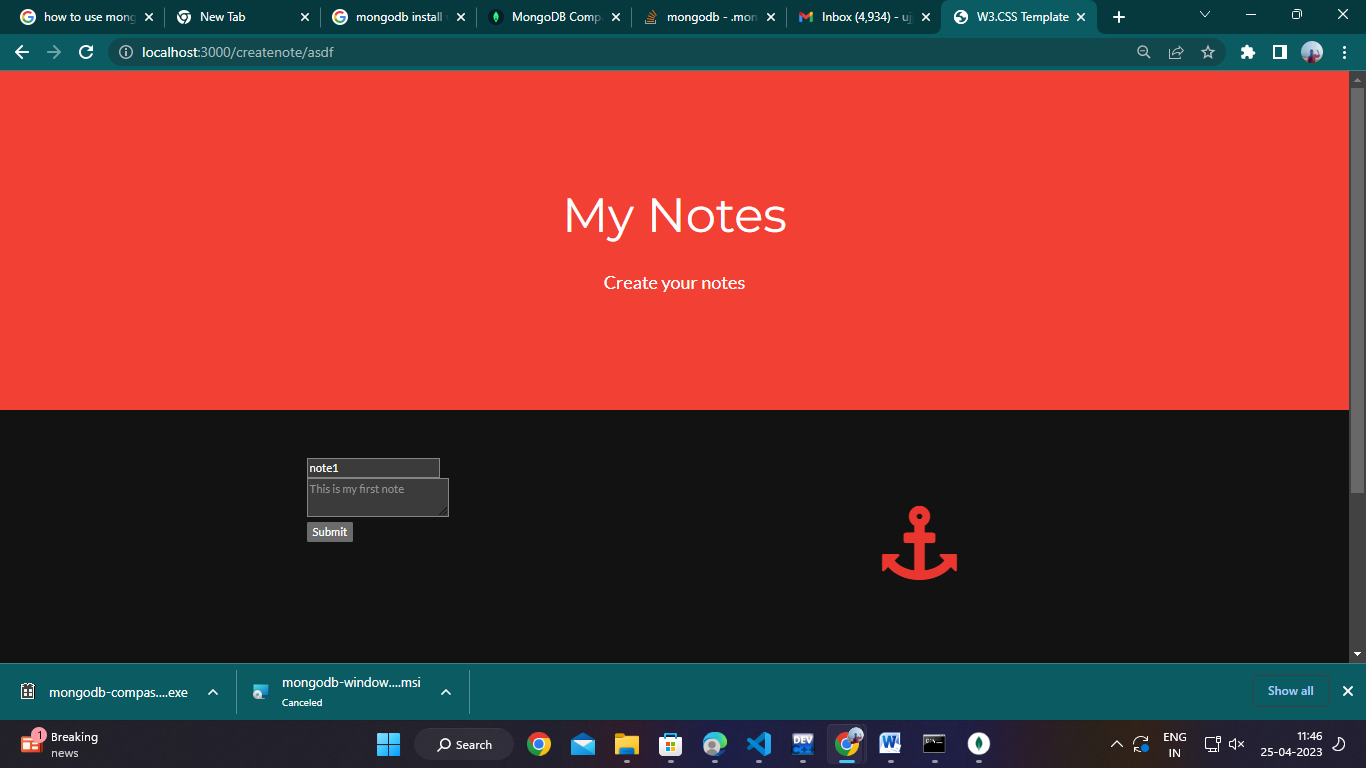 how to use mong
New Tab
mongodb install
MongoDB Comp
mongodb - .mon
Inbox (4,934) - uj
W3.CSS Template
localhost:3000/createnote/asdf
My Notes
Create your notes
note1
This is my first note
Submit
mongodb-compas....exe
mongodb-window....msi
Canceled
Show all
1
Breaking
news
Search
DEV
ENG
IN
11:46
25-04-2023